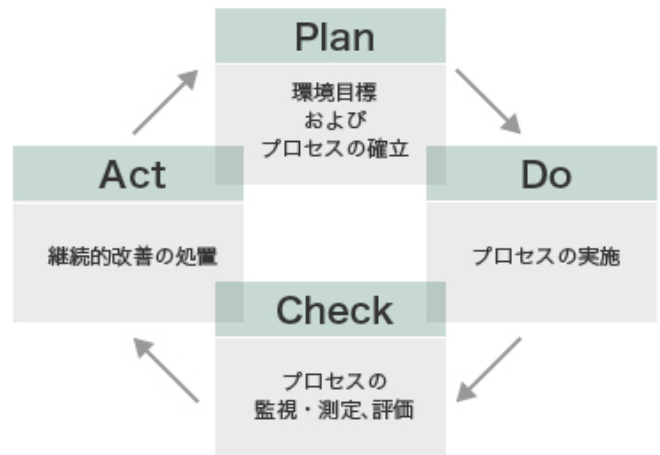 Plan
環境目標
および
プロセスの確立
Act
継続的改善の処置
Do
プロセスの実施
Check
プロセスの
監視・測定、評価